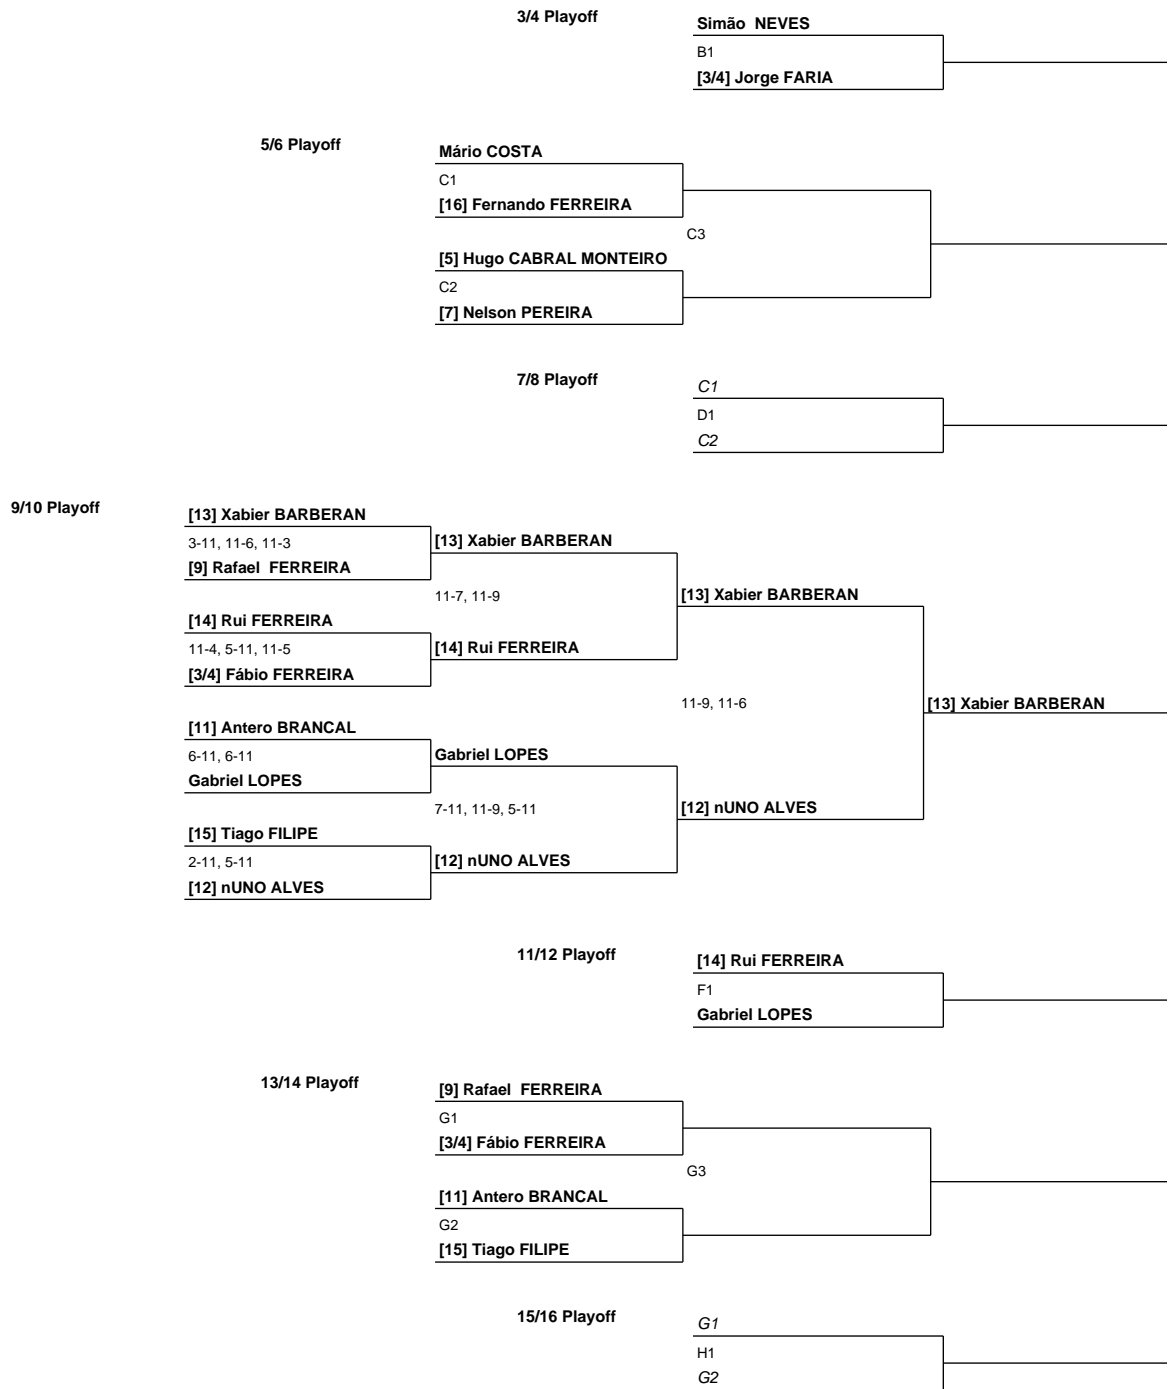 3/4 Playoff
Simão  NEVES
B1
[3/4] Jorge FARIA
5/6 Playoff
Mário COSTA
C1
[16] Fernando FERREIRA
C3
[5] Hugo CABRAL MONTEIRO
C2
[7] Nelson PEREIRA
7/8 Playoff
C1
D1
C2
9/10 Playoff
[13] Xabier BARBERAN
3-11, 11-6, 11-3
[13] Xabier BARBERAN
[9] Rafael  FERREIRA
11-7, 11-9
[13] Xabier BARBERAN
[14] Rui FERREIRA
11-4, 5-11, 11-5
[14] Rui FERREIRA
[3/4] Fábio FERREIRA
11-9, 11-6
[13] Xabier BARBERAN
[11] Antero BRANCAL
6-11, 6-11
Gabriel LOPES
Gabriel LOPES
7-11, 11-9, 5-11
[12] nUNO ALVES
[15] Tiago FILIPE
2-11, 5-11
[12] nUNO ALVES
[12] nUNO ALVES
11/12 Playoff
[14] Rui FERREIRA
F1
Gabriel LOPES
13/14 Playoff
[9] Rafael  FERREIRA
G1
[3/4] Fábio FERREIRA
G3
[11] Antero BRANCAL
G2
[15] Tiago FILIPE
15/16 Playoff
G1
H1
G2